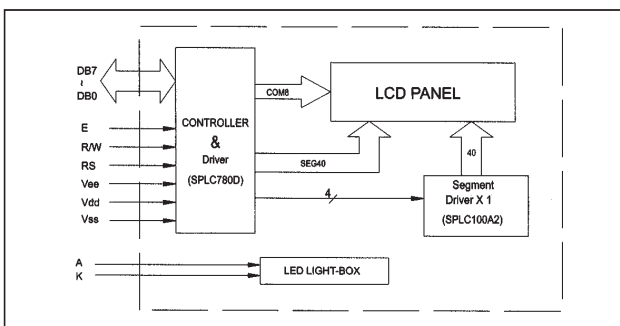 DB7
~
DB0
E
R/W
RS
Vee
Vdd
Vss
A
K
CONTROLLER
&
Driver
(SPLC780D)
COM8
SEG40
4
LCD PANEL
40
Segment
Driver X 1
(SPLC100A2)
LED LIGHT-BOX